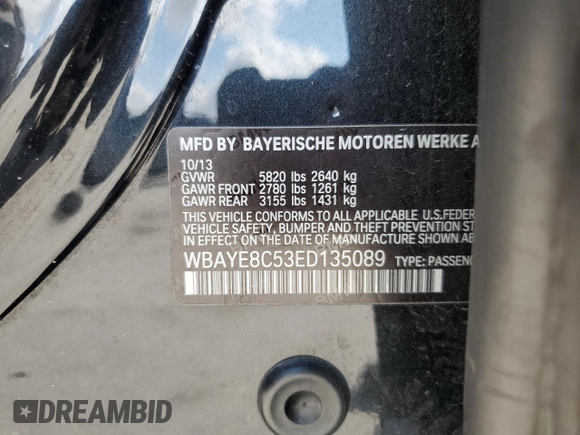 MFD BY BAYERISCHE MOTOREN WERKE A
10/13
GVWR 5820 lbs 2640 kg
GAWR FRONT 2780 lbs 1261 kg
GAWR REAR 3155 lbs 1431 kg
THIS VEHICLE CONFORMS TO ALL APPLICABLE U.S.FEDER
VEHICLE SAFETY, BUMPER, AND THEFT PREVENTION STA
IN EFFECT ON THE DATE OF MANUFACTURE SHOWN
WBAYE8C53ED135089 TYPE: PASSENG
DREAMBID